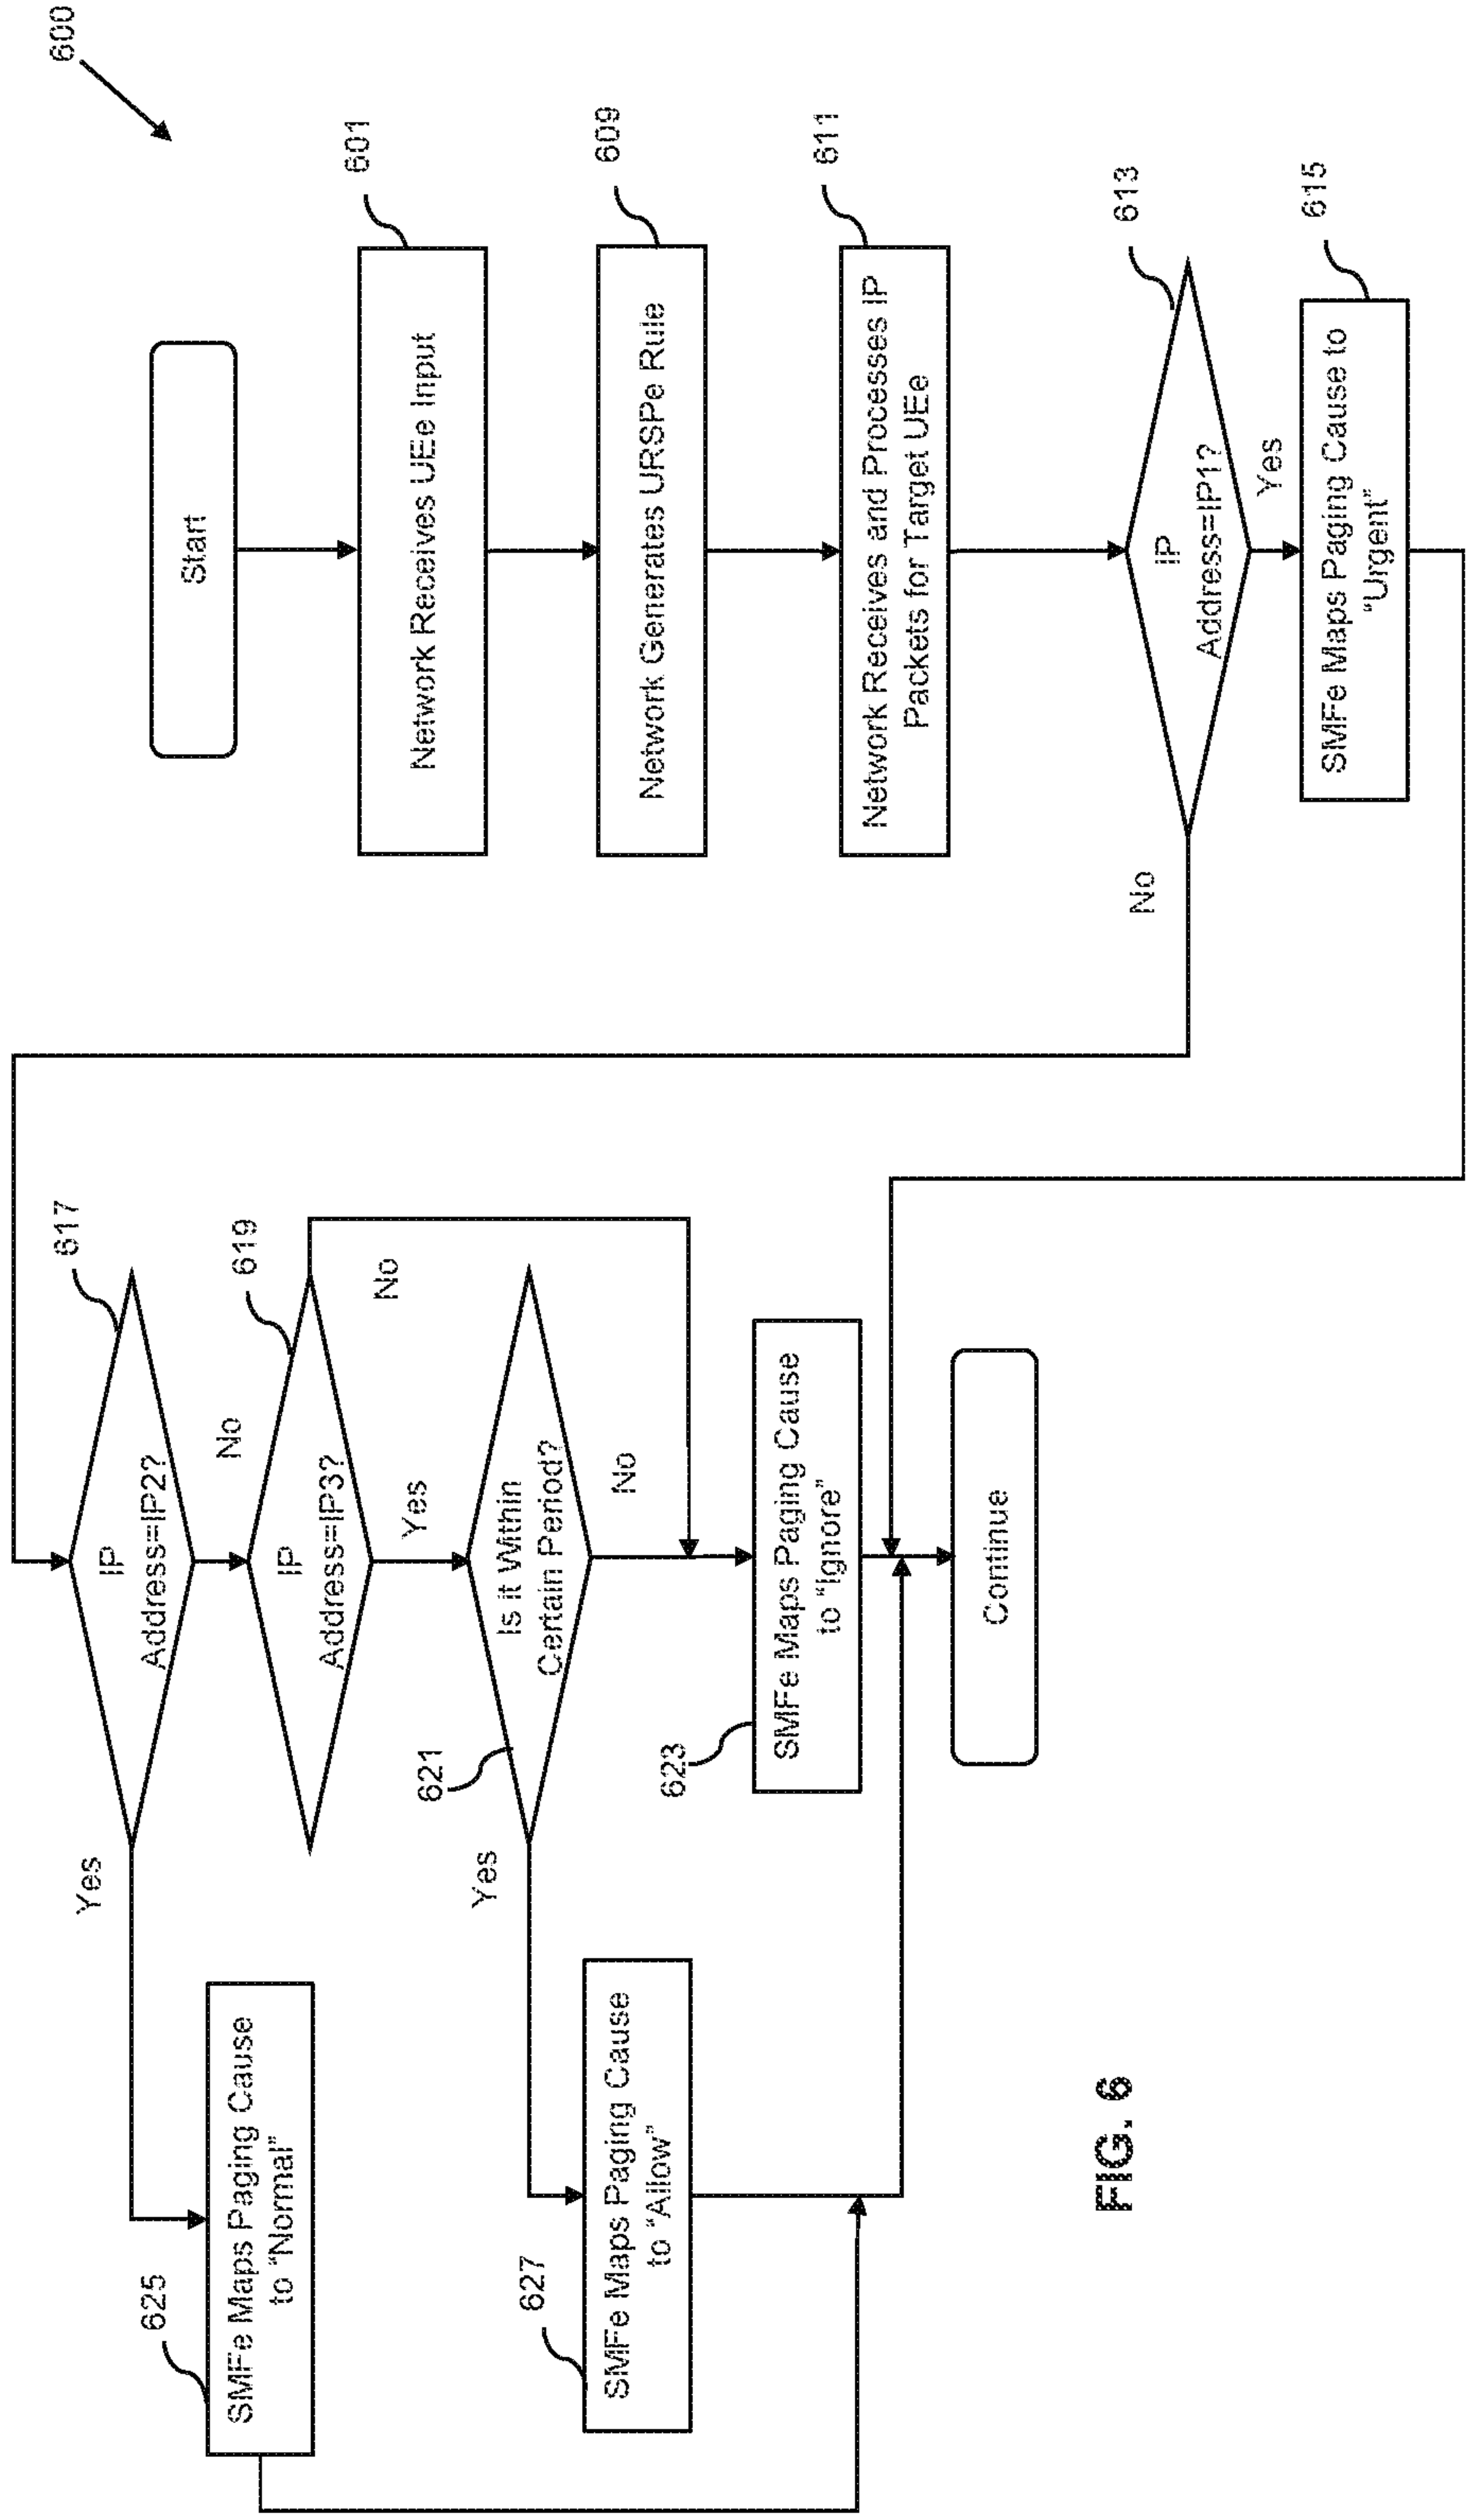 600
Start
601
Network Receives UEe Input
609
Network Generates URSPe Rule
611
Network Receives and Processes IP
Packets for Target UEe
613
IP
Address=IP1?
No
Yes
615
SMFe Maps Paging Cause to
“Urgent”
617
IP
Address=IP2?
Yes
No
619
IP
Address=IP3?
No
Yes
621
Is it Within
Certain Period?
Yes
No
623
SMFe Maps Paging Cause
to “Ignore”
625
SMFe Maps Paging Cause
to “Normal”
627
SMFe Maps Paging Cause
to “Allow”
Continue
FIG. 6